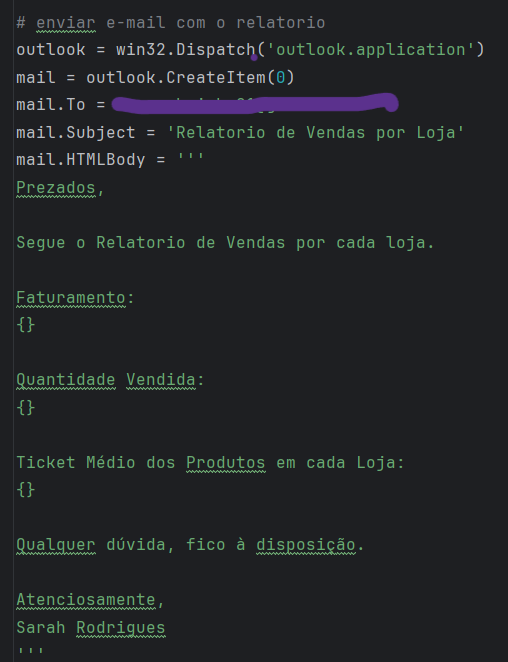 # enviar e-mail com o relatorio
outlook = win32.Dispatch('outlook.application')
mail = outlook.CreateItem(0)
mail.To =
mail.Subject = 'Relatorio de Vendas por Loja'
mail.HTMLBody = '''
Prezados,
Segue o Relatorio de Vendas por cada loja.
Faturamento:
{}
Quantidade Vendida:
{}
Ticket Médio dos Produtos em cada Loja:
{}
Qualquer dúvida, fico à disposição.
Atenciosamente,
Sarah Rodrigues
'''